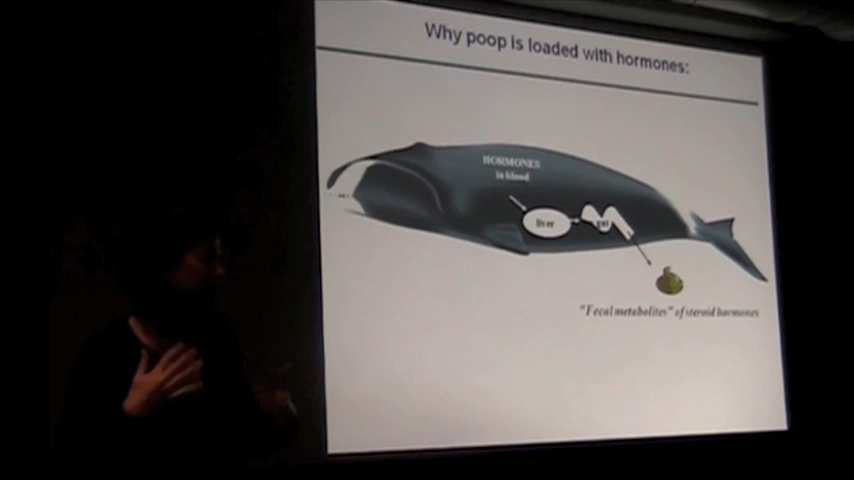 Why poop is loaded with hormones:
HORMONES
in blood
liver
gut
"Fecal metabolites" of steroid hormones